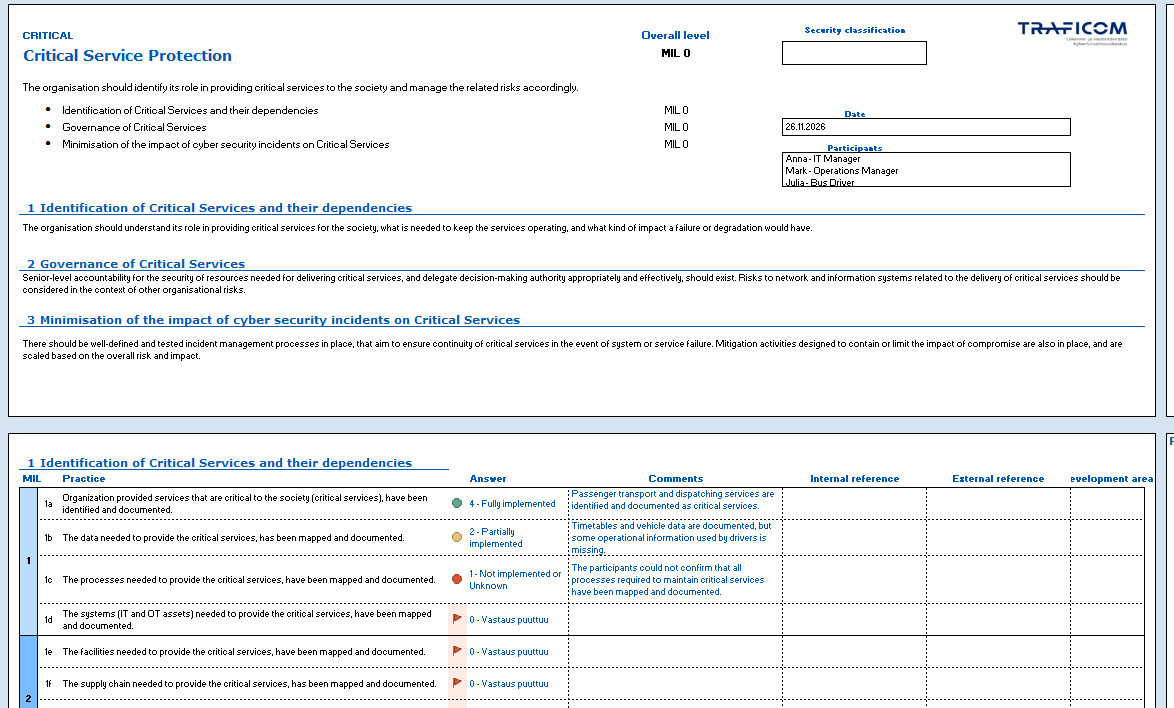 CRITICAL
Critical Service Protection
Overall level
MIL 0
Security classification
TRAFICOM
Liikenne- ja viestintävirasto
Kyberturvallisuuskeskus
The organisation should identify its role in providing critical services to the society and manage the related risks accordingly.
• Identification of Critical Services and their dependencies MIL 0
• Governance of Critical Services MIL 0
• Minimisation of the impact of cyber security incidents on Critical Services MIL 0
Date
26.11.2026
Participants
Anna - IT Manager
Mark - Operations Manager
Julia - Bus Driver
1 Identification of Critical Services and their dependencies
The organisation should understand its role in providing critical services for the society, what is needed to keep the services operating, and what kind of impact a failure or degradation would have.
2 Governance of Critical Services
Senior-level accountability for the security of resources needed for delivering critical services, and delegate decision-making authority appropriately and effectively, should exist. Risks to network and information systems related to the delivery of critical services should be
considered in the context of other organisational risks.
3 Minimisation of the impact of cyber security incidents on Critical Services
There should be well-defined and tested incident management processes in place, that aim to ensure continuity of critical services in the event of system or service failure. Mitigation activities designed to contain or limit the impact of compromise are also in place, and are
scaled based on the overall risk and impact.
1 Identification of Critical Services and their dependencies
MIL Practice Answer Comments Internal reference External reference evelopment area
1
1a
Organization provided services that are critical to the society (critical services), have been
identified and documented.
4 - Fully implemented
Passenger transport and dispatching services are
identified and documented as critical services.
1b
The data needed to provide the critical services, has been mapped and documented.
2 - Partially
implemented
Timetables and vehicle data are documented, but
some operational information used by drivers is
missing.
1c
The processes needed to provide the critical services, have been mapped and documented.
1 - Not implemented or
Unknown
The participants could not confirm that all
processes required to maintain critical services
have been mapped and documented.
1d
The systems (IT and OT assets) needed to provide the critical services, have been mapped
and documented.
0 - Vastaus puuttuu
2
1e
The facilities needed to provide the critical services, have been mapped and documented.
0 - Vastaus puuttuu
1f
The supply chain needed to provide the critical services, has been mapped and documented.
0 - Vastaus puuttuu